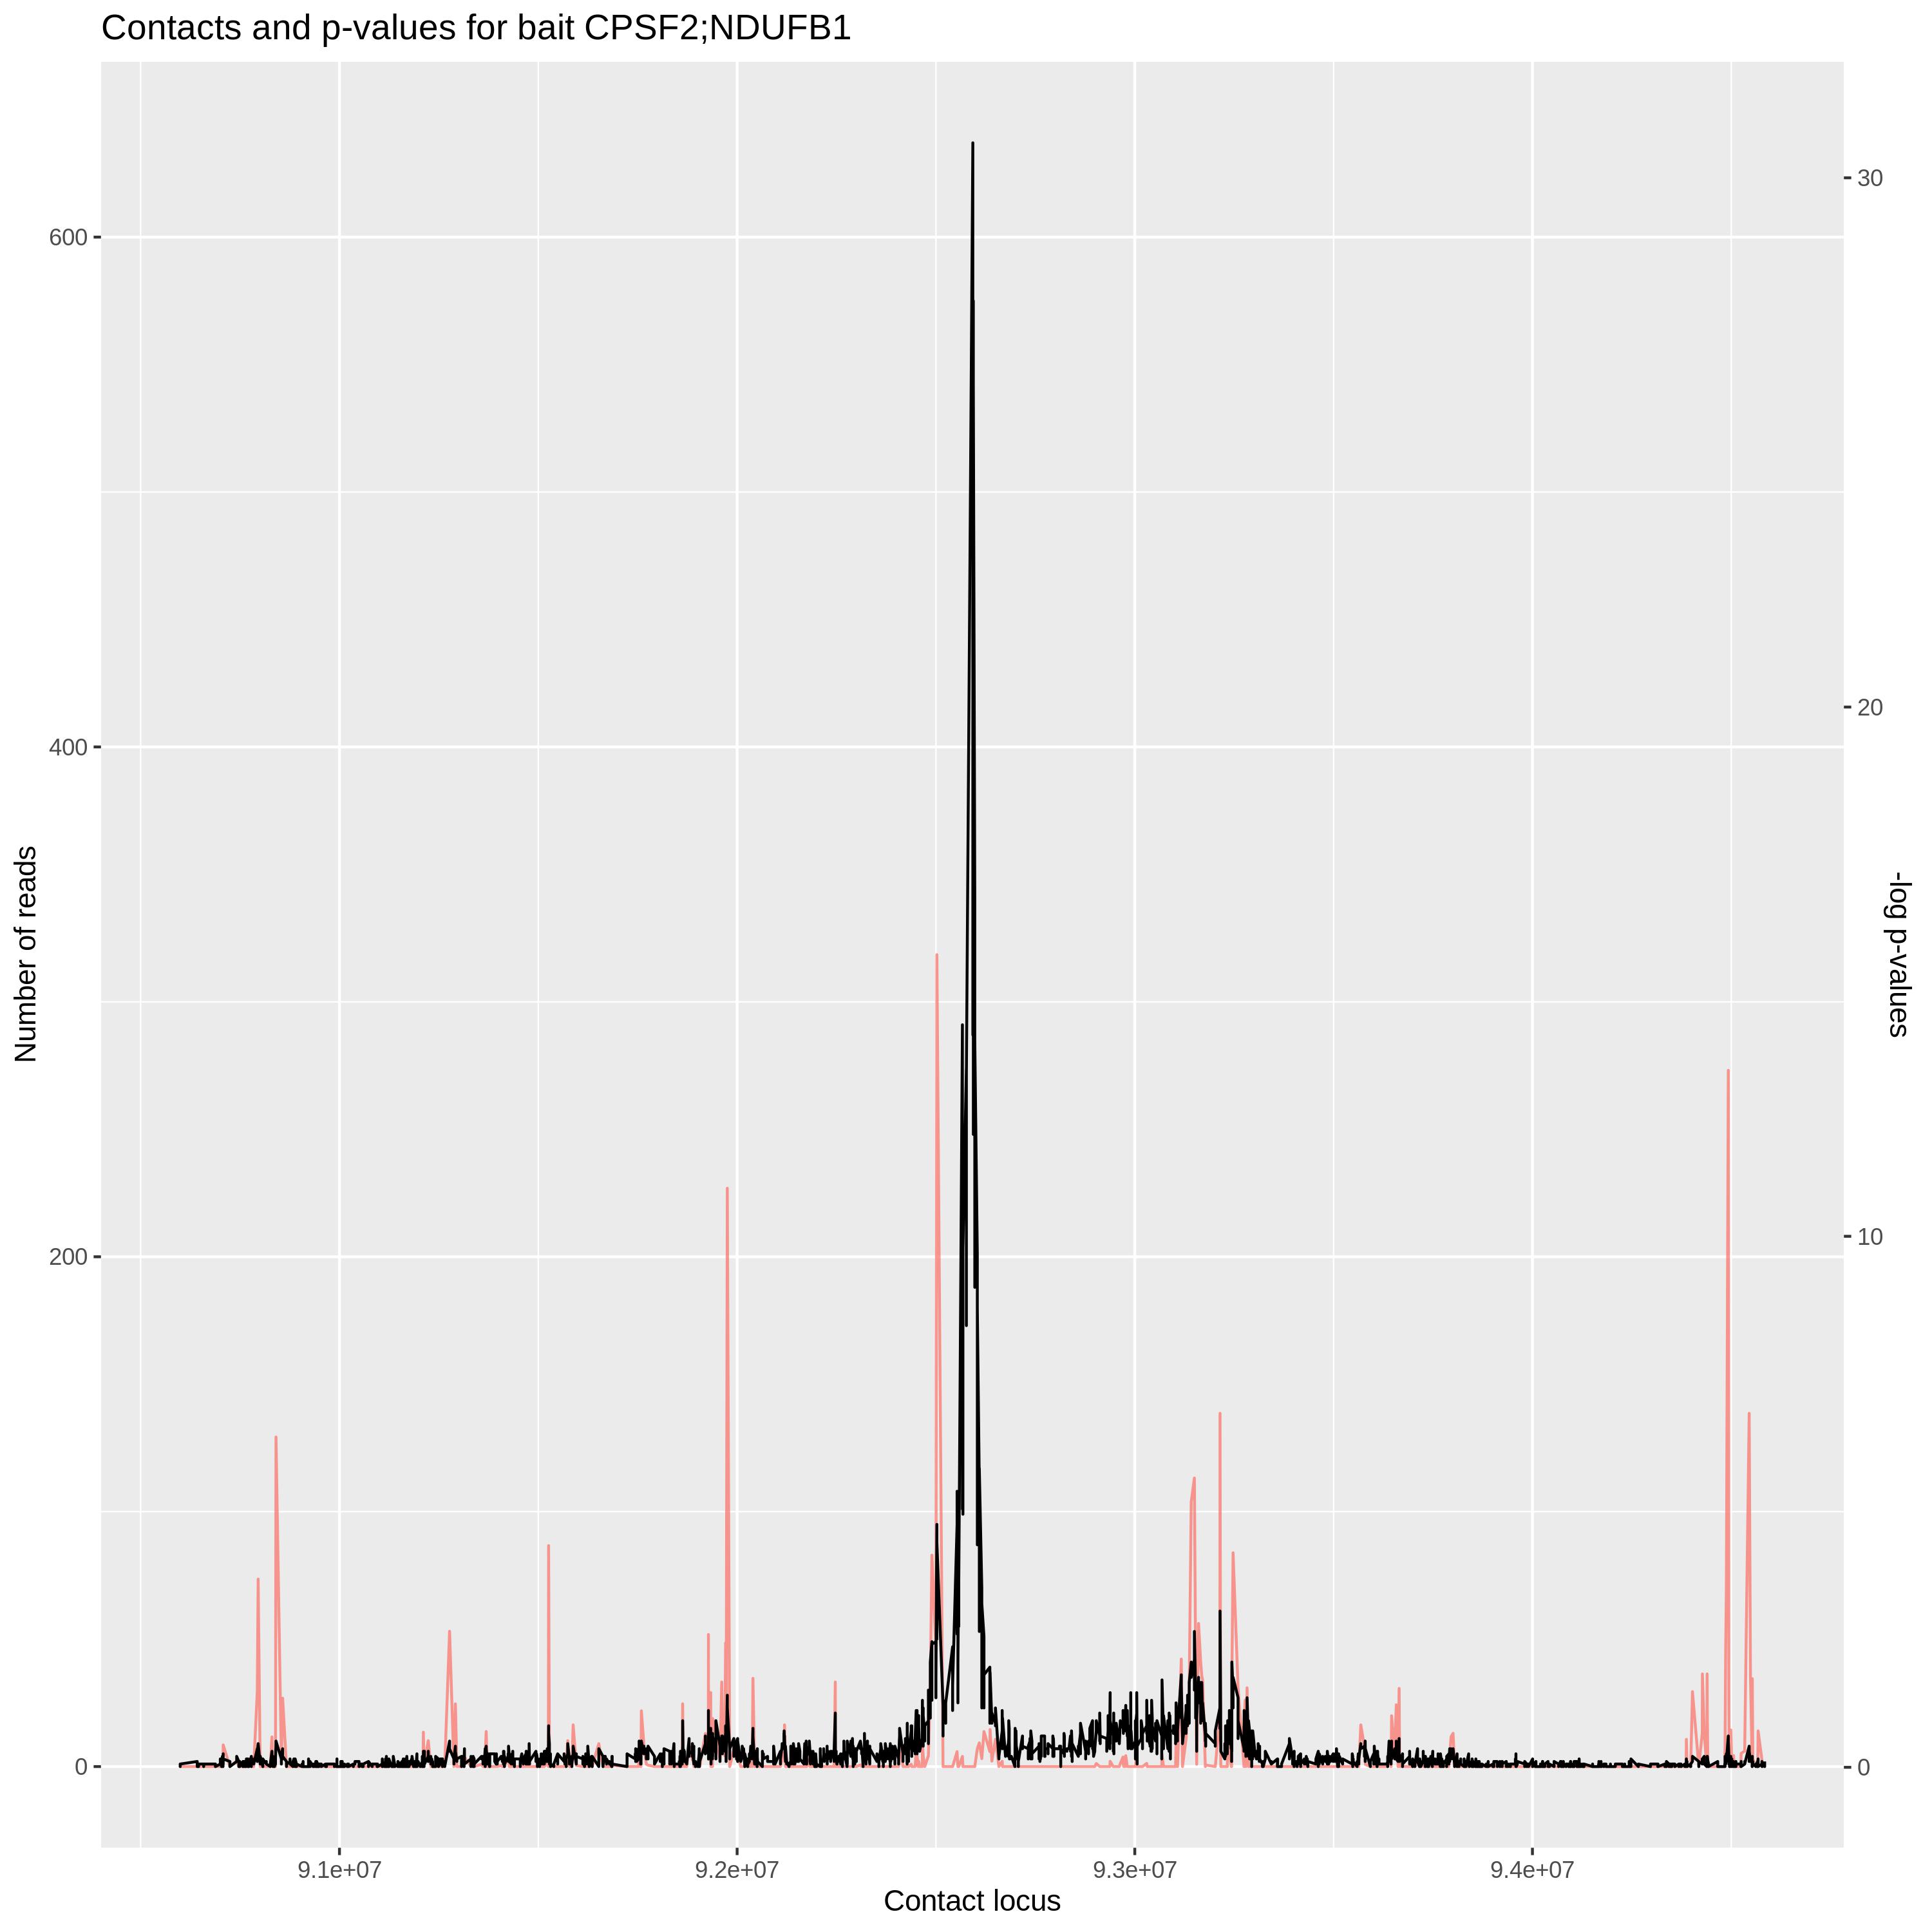 Contacts and p-values for bait CPSF2;NDUFB1
600
400
200
0
30
20
10
0
Number of reads
-log p-values
9.1e+07
9.2e+07
9.3e+07
9.4e+07
Contact locus